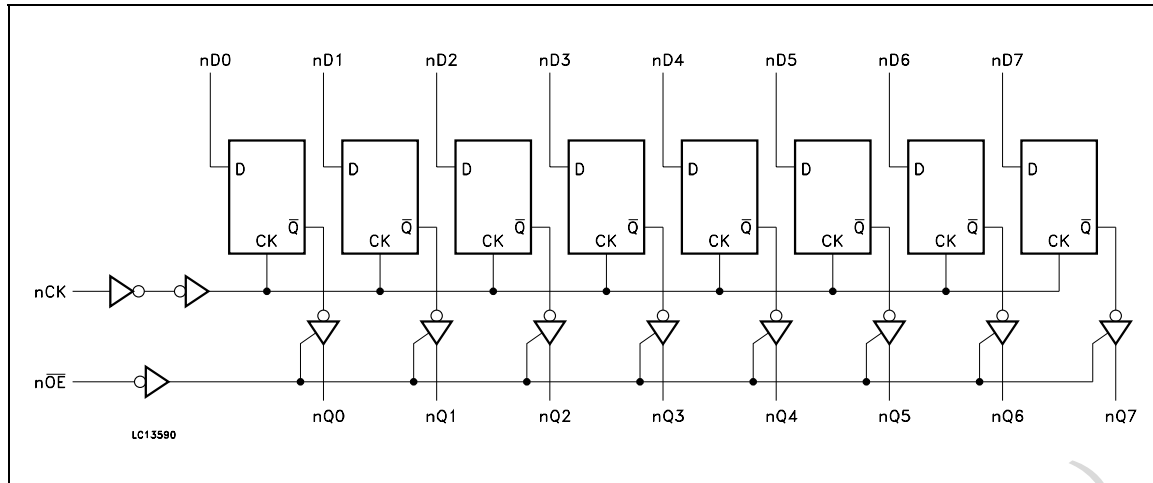 nD0 nD1 nD2 nD3 nD4 nD5 nD6 nD7
D D D D D D D D
Q̅ Q̅ Q̅ Q̅ Q̅ Q̅ Q̅ Q̅
CK CK CK CK CK CK CK CK
nCK
nO̅E̅
nQ0 nQ1 nQ2 nQ3 nQ4 nQ5 nQ6 nQ7
LC13590